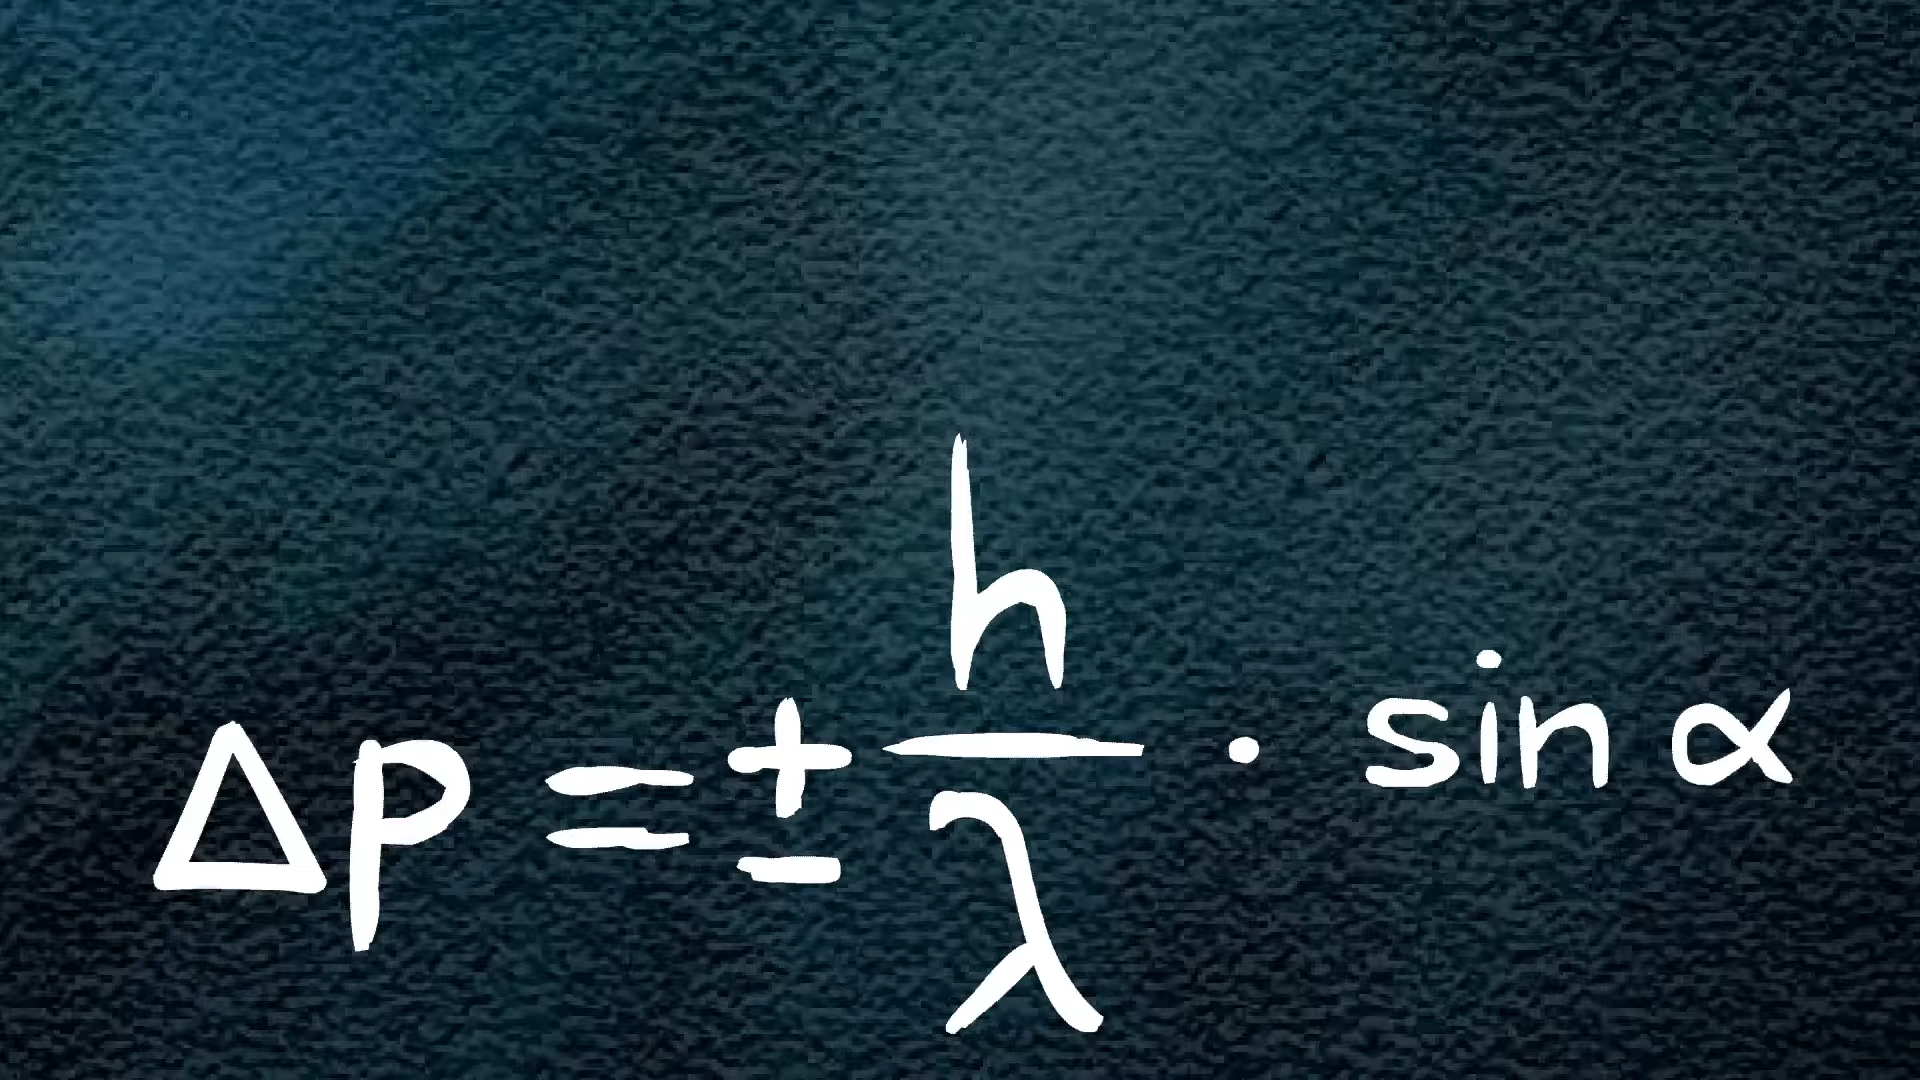 Δp = ± h/λ · sin α